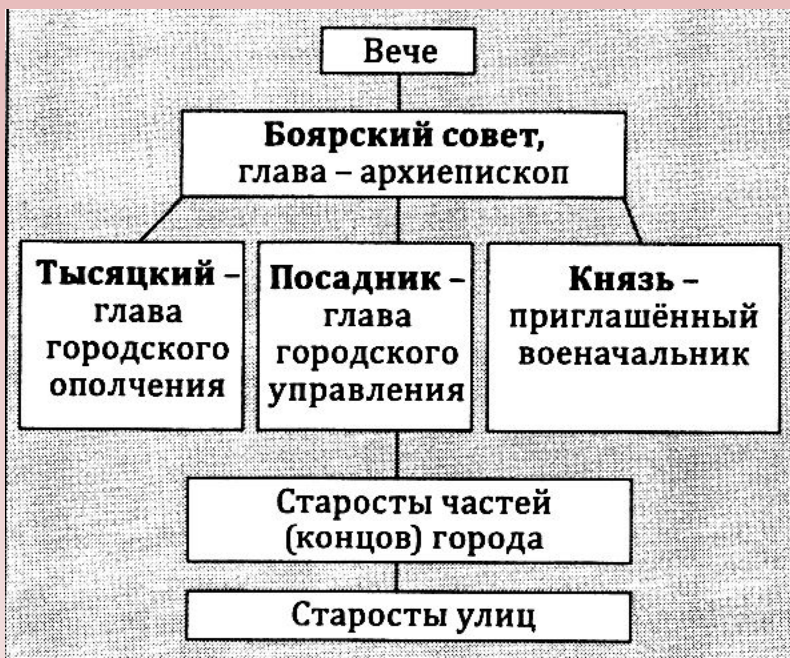 Вече
Боярский совет,
глава – архиепископ
Тысяцкий –
глава
городского
ополчения
Посадник –
глава
городского
управления
Князь –
приглашённый
военачальник
Старосты частей
(концов) города
Старосты улиц